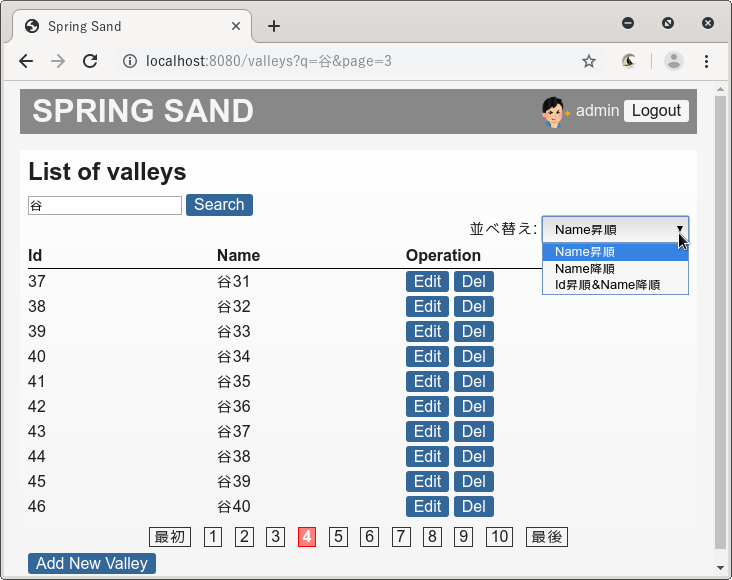 Spring Sand
localhost:8080/valleys?q=谷&page=3
SPRING SAND
admin Logout
List of valleys
谷 Search
並べ替え: Name昇順
Name昇順
Name降順
Id昇順&Name降順
Id Name Operation
37 谷31 Edit Del
38 谷32 Edit Del
39 谷33 Edit Del
40 谷34 Edit Del
41 谷35 Edit Del
42 谷36 Edit Del
43 谷37 Edit Del
44 谷38 Edit Del
45 谷39 Edit Del
46 谷40 Edit Del
最初 1 2 3 4 5 6 7 8 9 10 最後
Add New Valley